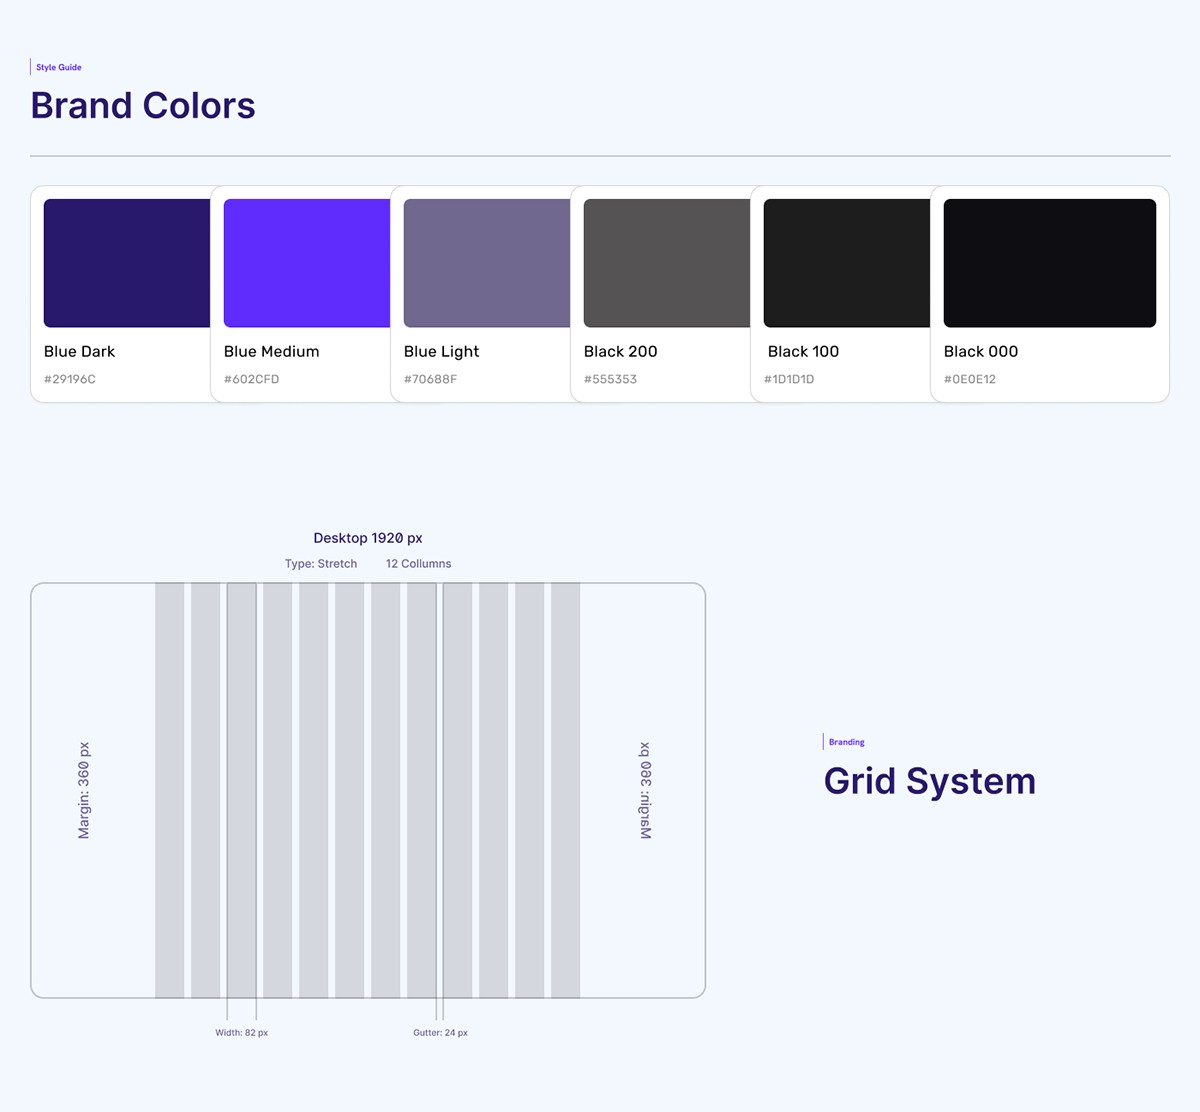 Style Guide
Brand Colors
Blue Dark
#29196C
Blue Medium
#602CFD
Blue Light
#70688F
Black 200
#555353
Black 100
#1D1D1D
Black 000
#0E0E12
Desktop 1920 px
Type: Stretch 12 Collumns
Margin: 360 px
Margin: 360 px
Width: 82 px
Gutter: 24 px
Branding
Grid System